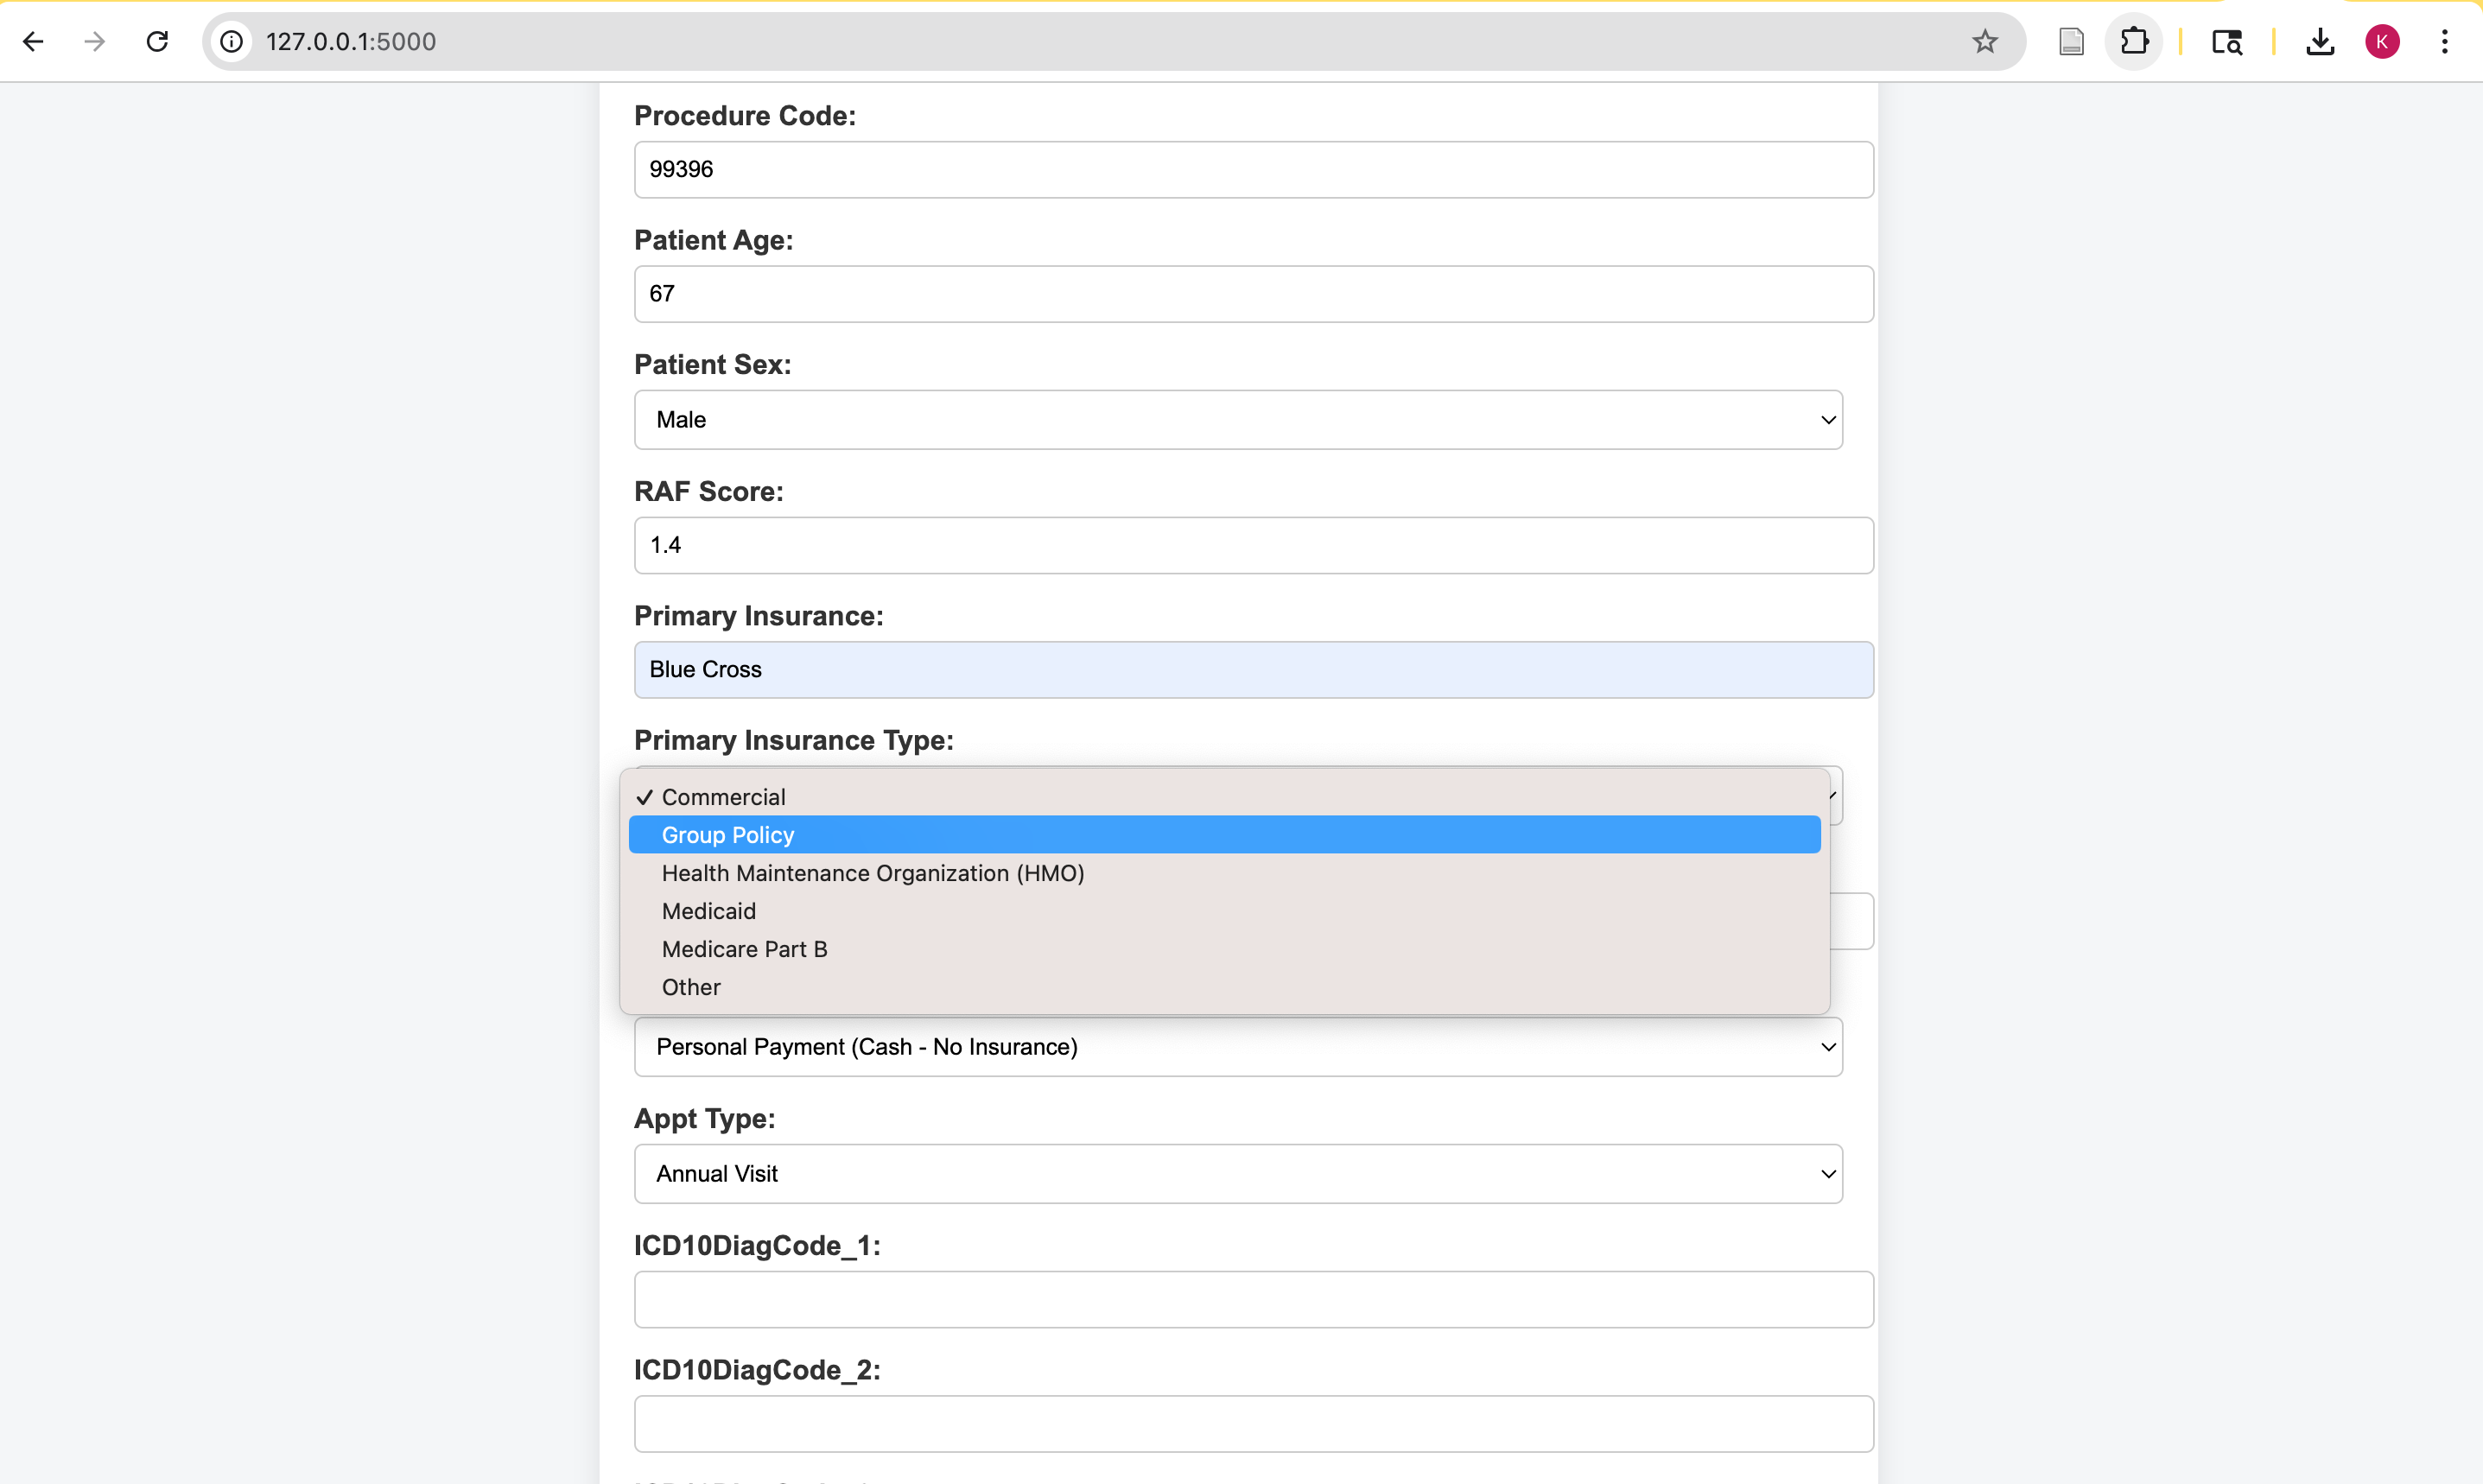 127.0.0.1:5000
K
Procedure Code:
99396
Patient Age:
67
Patient Sex:
Male
RAF Score:
1.4
Primary Insurance:
Blue Cross
Primary Insurance Type:
✓ Commercial
Group Policy
Health Maintenance Organization (HMO)
Medicaid
Medicare Part B
Other
Personal Payment (Cash - No Insurance)
Appt Type:
Annual Visit
ICD10DiagCode_1:
ICD10DiagCode_2: